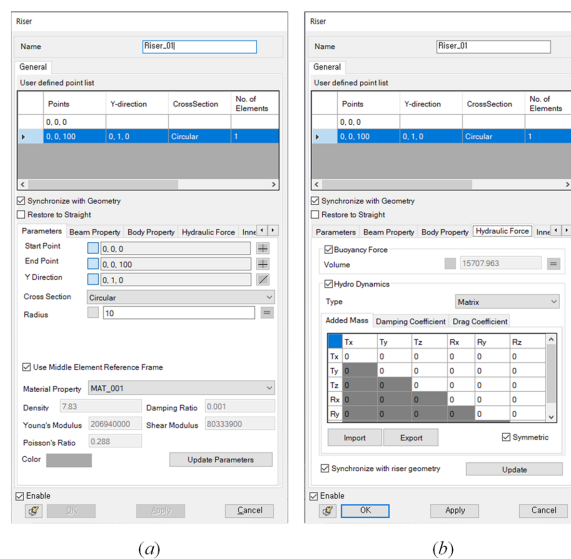 Riser
Name Riser_01
General
User defined point list
Points Y-direction CrossSection No. of Elements
0, 0, 0
0, 0, 100 0, 1, 0 Circular 1
Synchronize with Geometry
Restore to Straight
Parameters Beam Property Body Property Hydraulic Force Inne
Start Point 0, 0, 0
End Point 0, 0, 100
Y Direction 0, 1, 0
Cross Section Circular
Radius 10
Use Middle Element Reference Frame
Material Property MAT_001
Density 7.83 Damping Ratio 0.001
Young's Modulus 206940000 Shear Modulus 80333900
Poisson's Ratio 0.288
Color Update Parameters
Enable
OK Apply Cancel
(a)
Riser
Name Riser_01
General
User defined point list
Points Y-direction CrossSection No. of Elements
0, 0, 0
0, 0, 100 0, 1, 0 Circular 1
Synchronize with Geometry
Restore to Straight
Parameters Beam Property Body Property Hydraulic Force Inne
Buoyancy Force
Volume 15707.963
Hydro Dynamics
Type Matrix
Added Mass Damping Coefficient Drag Coefficient
Tx Ty Tz Rx Ry Rz
Tx 0 0 0 0 0 0
Ty 0 0 0 0 0 0
Tz 0 0 0 0 0 0
Rx 0 0 0 0 0 0
Ry 0 0 0 0 0 0
Import Export Symmetric
Synchronize with riser geometry Update
Enable
OK Apply Cancel
(b)